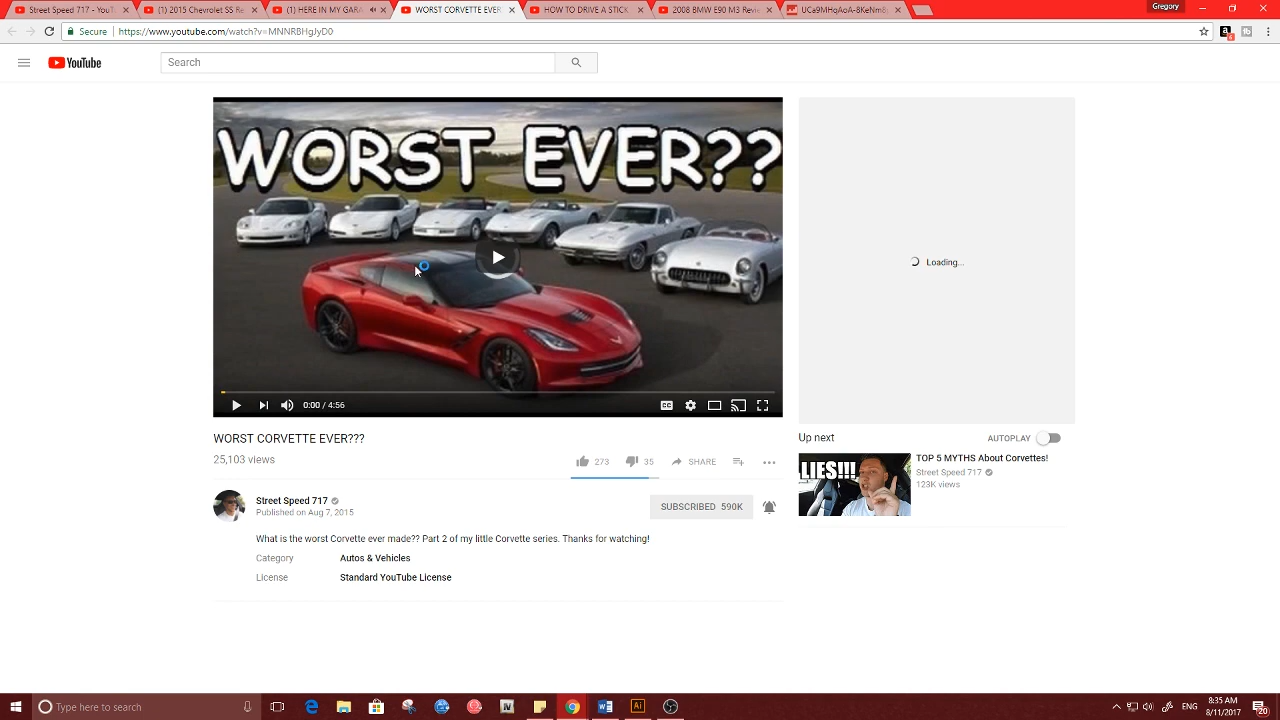 Street Speed 717 - YouT
(1) 2015 Chevrolet SS Re
(1) HERE IN MY GARA
WORST CORVETTE EVER
HOW TO DRIVE A STICK
2008 BMW E90 M3 Revie
UCa9MHqAoA-8KeNm8
Gregory
Secure
https://www.youtube.com/watch?v=MNNRBHgJyD0
YouTube
Search
WORST EVER??
Loading...
0:00 / 4:56
CC
WORST CORVETTE EVER???
25,103 views
273
35
SHARE
Street Speed 717
Published on Aug 7, 2015
SUBSCRIBED 590K
What is the worst Corvette ever made?? Part 2 of my little Corvette series. Thanks for watching!
Category Autos & Vehicles
License Standard YouTube License
Up next
AUTOPLAY
LIES!!!
TOP 5 MYTHS About Corvettes!
Street Speed 717
123K views
Type here to search
Ai
ENG
8:35 AM
8/11/2017
20